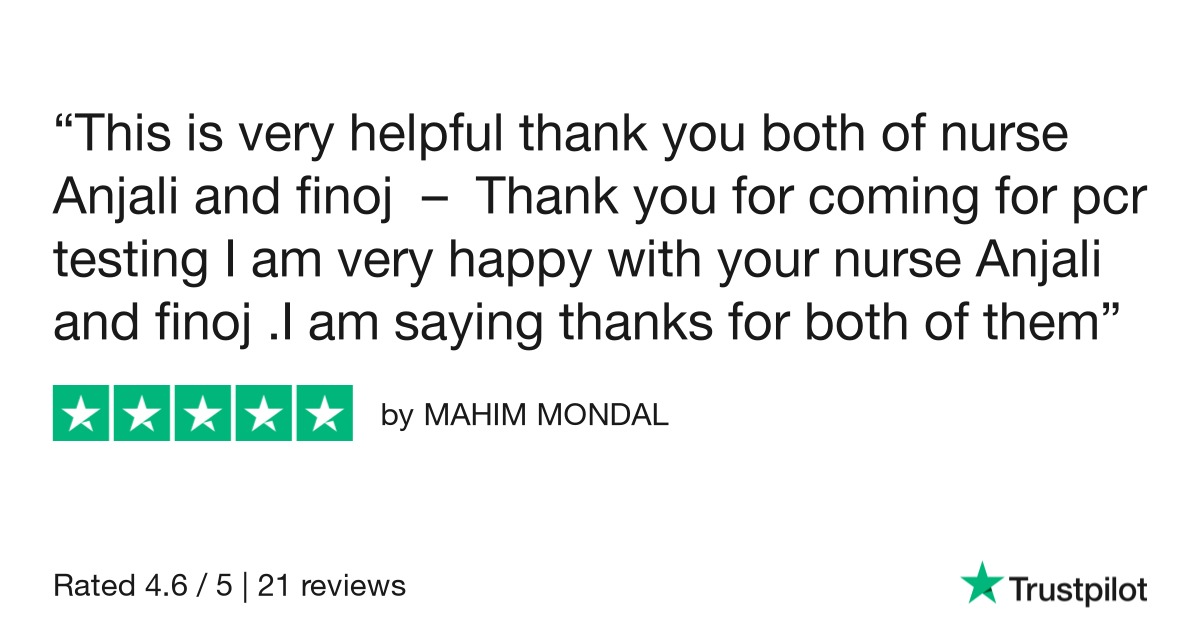 “This is very helpful thank you both of nurse
Anjali and finoj – Thank you for coming for pcr
testing I am very happy with your nurse Anjali
and finoj .I am saying thanks for both of them”
by MAHIM MONDAL
Rated 4.6 / 5 | 21 reviews
Trustpilot